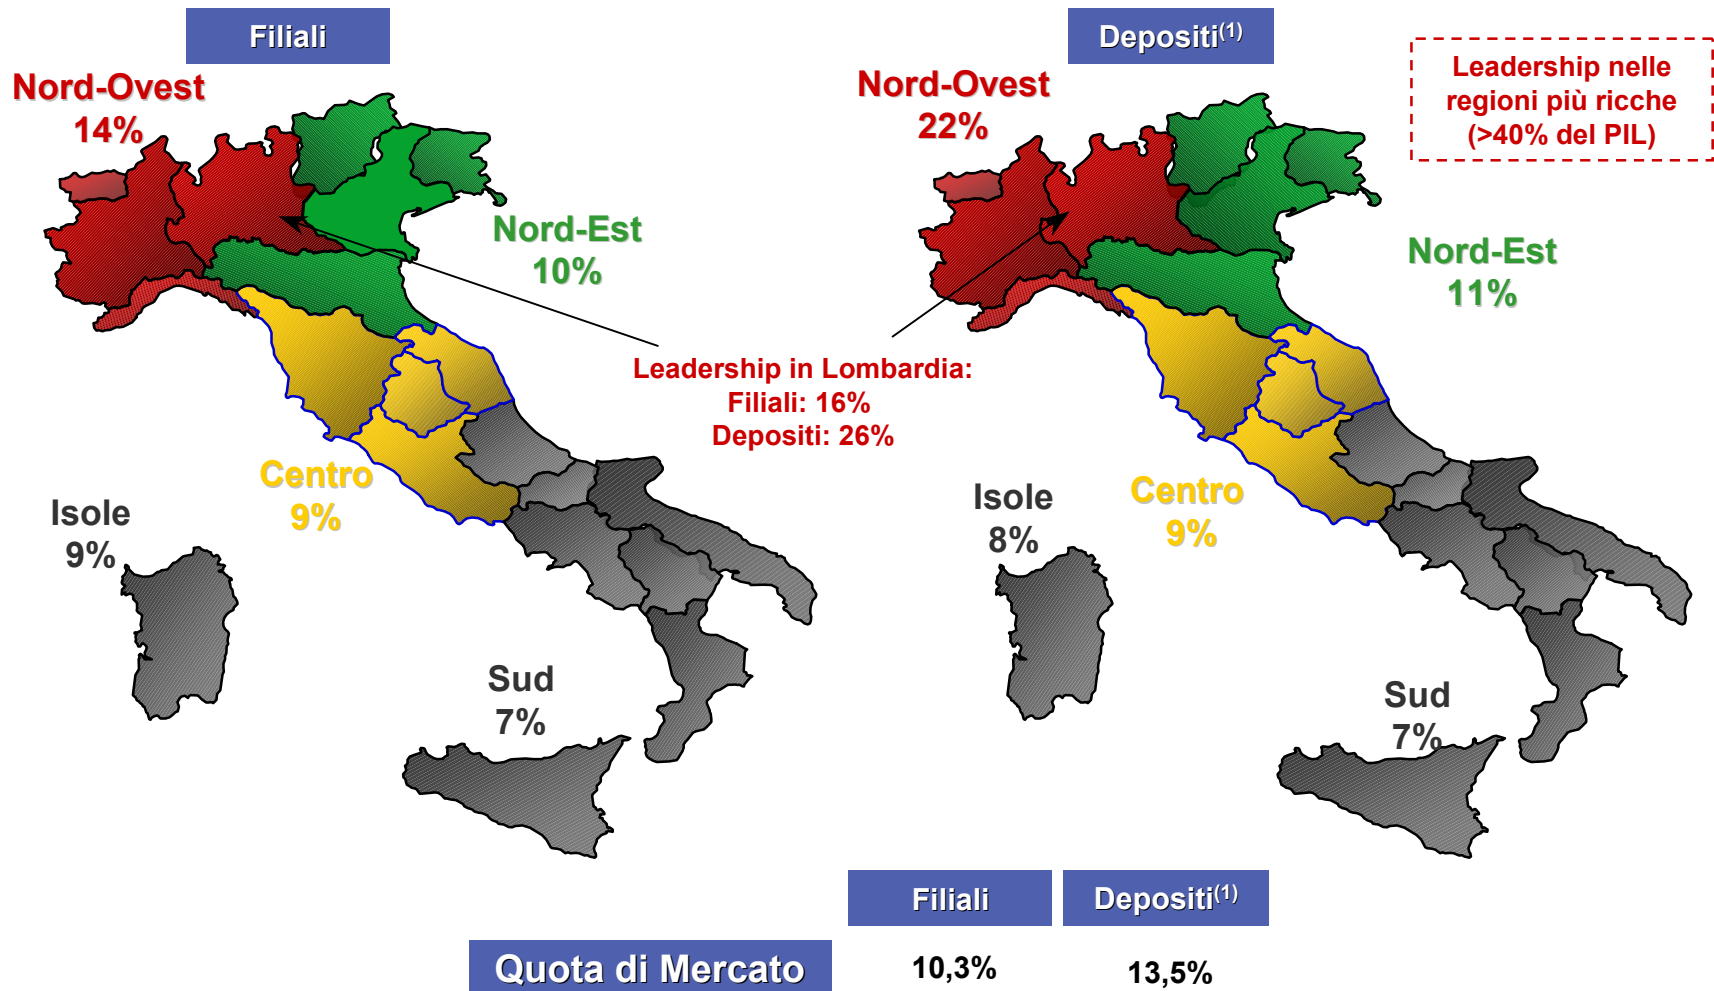 Filiali
Depositi(1)
Nord-Ovest
14%
Nord-Ovest
22%
Leadership nelle
regioni più ricche
(>40% del PIL)
Nord-Est
10%
Nord-Est
11%
Leadership in Lombardia:
Filiali: 16%
Depositi: 26%
Centro
9%
Centro
9%
Isole
9%
Isole
8%
Sud
7%
Sud
7%
Filiali
Depositi(1)
Quota di Mercato
10,3%
13,5%